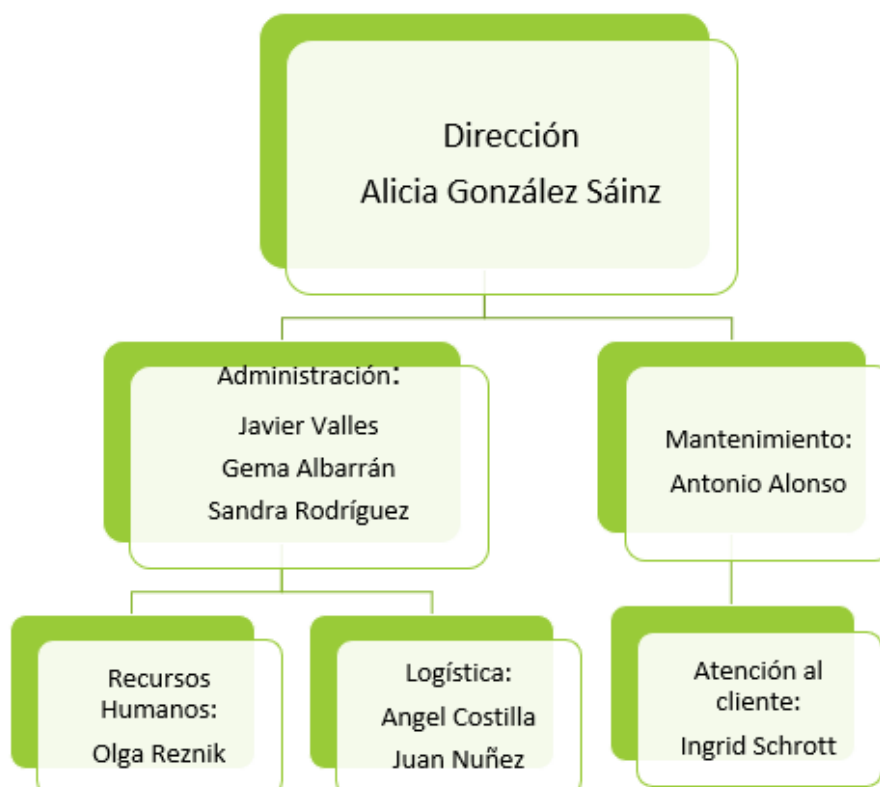 Dirección
Alicia González Sáinz
Administración:
Javier Valles
Gema Albarrán
Sandra Rodríguez
Mantenimiento:
Antonio Alonso
Recursos
Humanos:
Olga Reznik
Logística:
Angel Costilla
Juan Nuñez
Atención al
cliente:
Ingrid Schrott